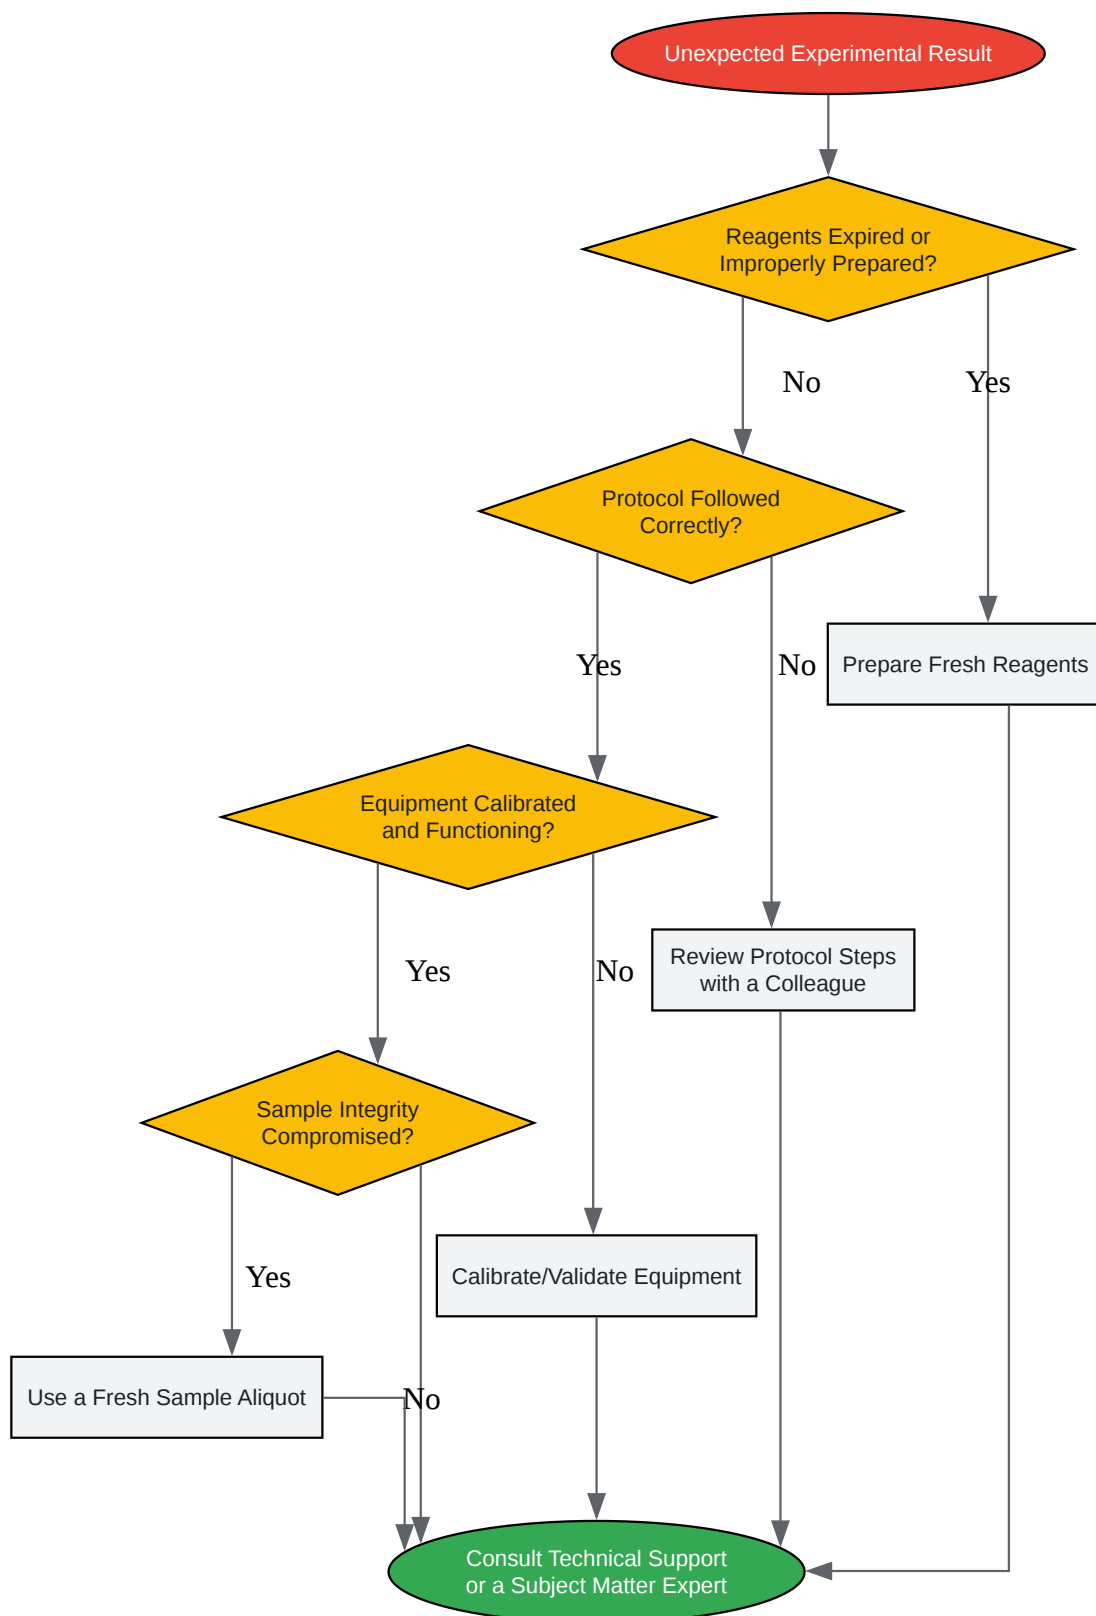 Unexpected Experimental Result
Reagents Expired or
Improperly Prepared?
No
Yes
Protocol Followed
Correctly?
Yes
No
Prepare Fresh Reagents
Equipment Calibrated
and Functioning?
Yes
No
Review Protocol Steps
with a Colleague
Sample Integrity
Compromised?
Yes
Calibrate/Validate Equipment
Use a Fresh Sample Aliquot
No
Consult Technical Support
or a Subject Matter Expert